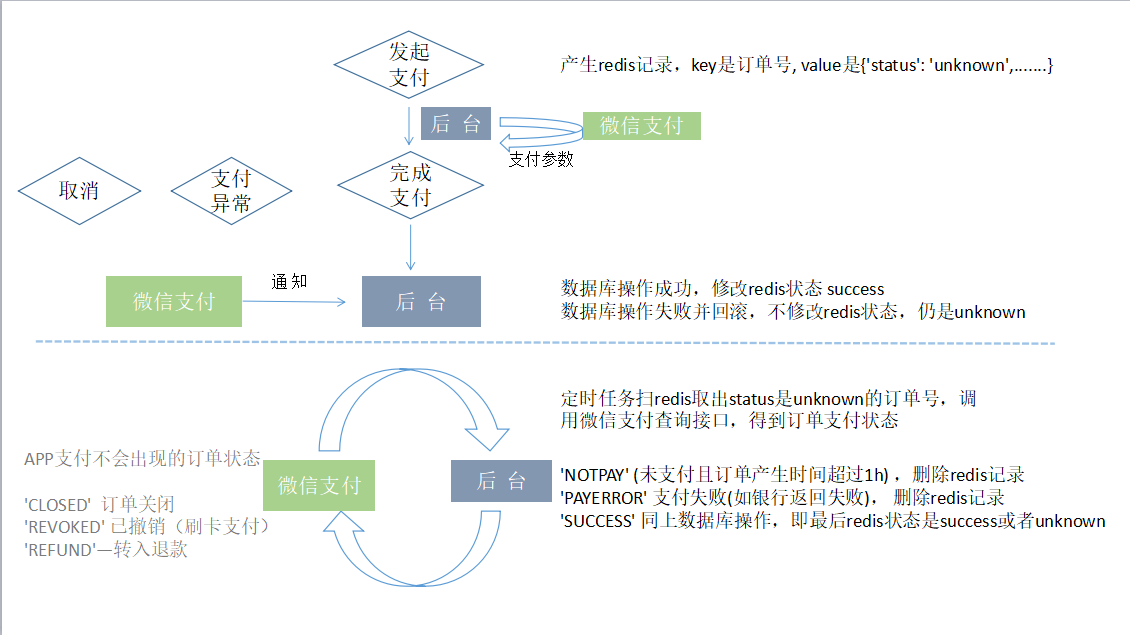 发起
支付
产生redis记录，key是订单号, value是{'status': 'unknown',.......}
后 台
微信支付
支付参数
取消
支付
异常
完成
支付
微信支付
通知
后 台
数据库操作成功，修改redis状态 success
数据库操作失败并回滚，不修改redis状态，仍是unknown
定时任务扫redis取出status是unknown的订单号，调
用微信支付查询接口，得到订单支付状态
APP支付不会出现的订单状态
'CLOSED' 订单关闭
'REVOKED' 已撤销（刷卡支付）
'REFUND'—转入退款
微信支付
后 台
'NOTPAY' (未支付且订单产生时间超过1h) ，删除redis记录
'PAYERROR' 支付失败(如银行返回失败)， 删除redis记录
'SUCCESS' 同上数据库操作，即最后redis状态是success或者unknown